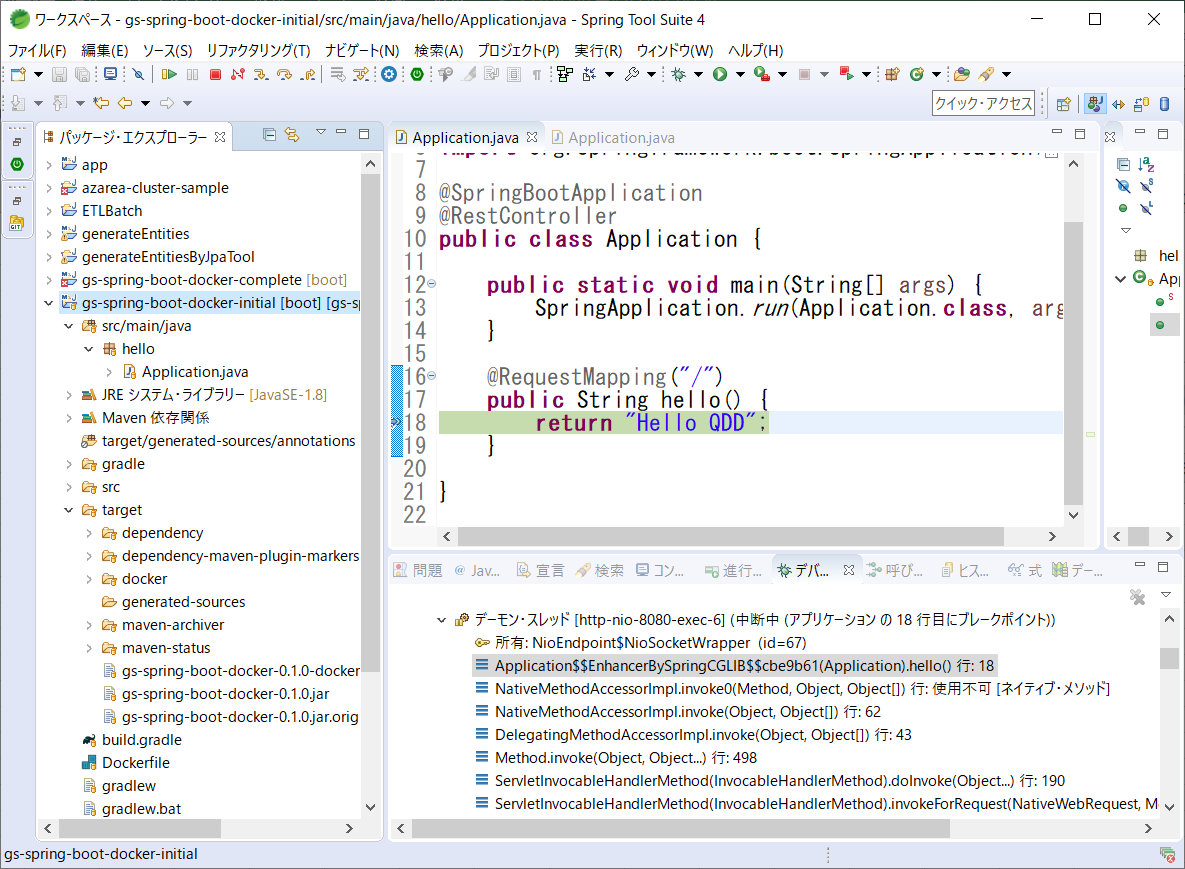 ワークスペース - gs-spring-boot-docker-initial/src/main/java/hello/Application.java - Spring Tool Suite 4
ファイル(F) 編集(E) ソース(S) リファクタリング(T) ナビゲート(N) 検索(A) プロジェクト(P) 実行(R) ウィンドウ(W) ヘルプ(H)
クイック・アクセス
パッケージ・エクスプローラー
app
azarea-cluster-sample
ETLBatch
generateEntities
generateEntitiesByJpaTool
gs-spring-boot-docker-complete [boot]
gs-spring-boot-docker-initial [boot] [gs-s
src/main/java
hello
Application.java
JRE システム・ライブラリー [JavaSE-1.8]
Maven 依存関係
target/generated-sources/annotations
gradle
src
target
dependency
dependency-maven-plugin-markers
docker
generated-sources
maven-archiver
maven-status
gs-spring-boot-docker-0.1.0-docker
gs-spring-boot-docker-0.1.0.jar
gs-spring-boot-docker-0.1.0.jar.orig
build.gradle
Dockerfile
gradlew
gradlew.bat
Application.java Application.java
7
8 @SpringBootApplication
9 @RestController
10 public class Application {
11
12 public static void main(String[] args) {
13 SpringApplication.run(Application.class, arg
14 }
15
16 @RequestMapping("/")
17 public String hello() {
18 return "Hello QDD";
19 }
20
21 }
22
hel
App
問題 @ Jav... 宣言 検索 コン... 進行... デバ... 呼び... ヒス... 式 デー...
デーモン・スレッド [http-nio-8080-exec-6] (中断中 (アプリケーション の 18 行目にブレークポイント))
所有: NioEndpoint$NioSocketWrapper (id=67)
Application$$EnhancerBySpringCGLIB$$cbe9b61(Application).hello() 行: 18
NativeMethodAccessorImpl.invoke0(Method, Object, Object[]) 行: 使用不可 [ネイティブ・メソッド]
NativeMethodAccessorImpl.invoke(Object, Object[]) 行: 62
DelegatingMethodAccessorImpl.invoke(Object, Object[]) 行: 43
Method.invoke(Object, Object...) 行: 498
ServletInvocableHandlerMethod(InvocableHandlerMethod).doInvoke(Object...) 行: 190
ServletInvocableHandlerMethod(InvocableHandlerMethod).invokeForRequest(NativeWebRequest, M
gs-spring-boot-docker-initial